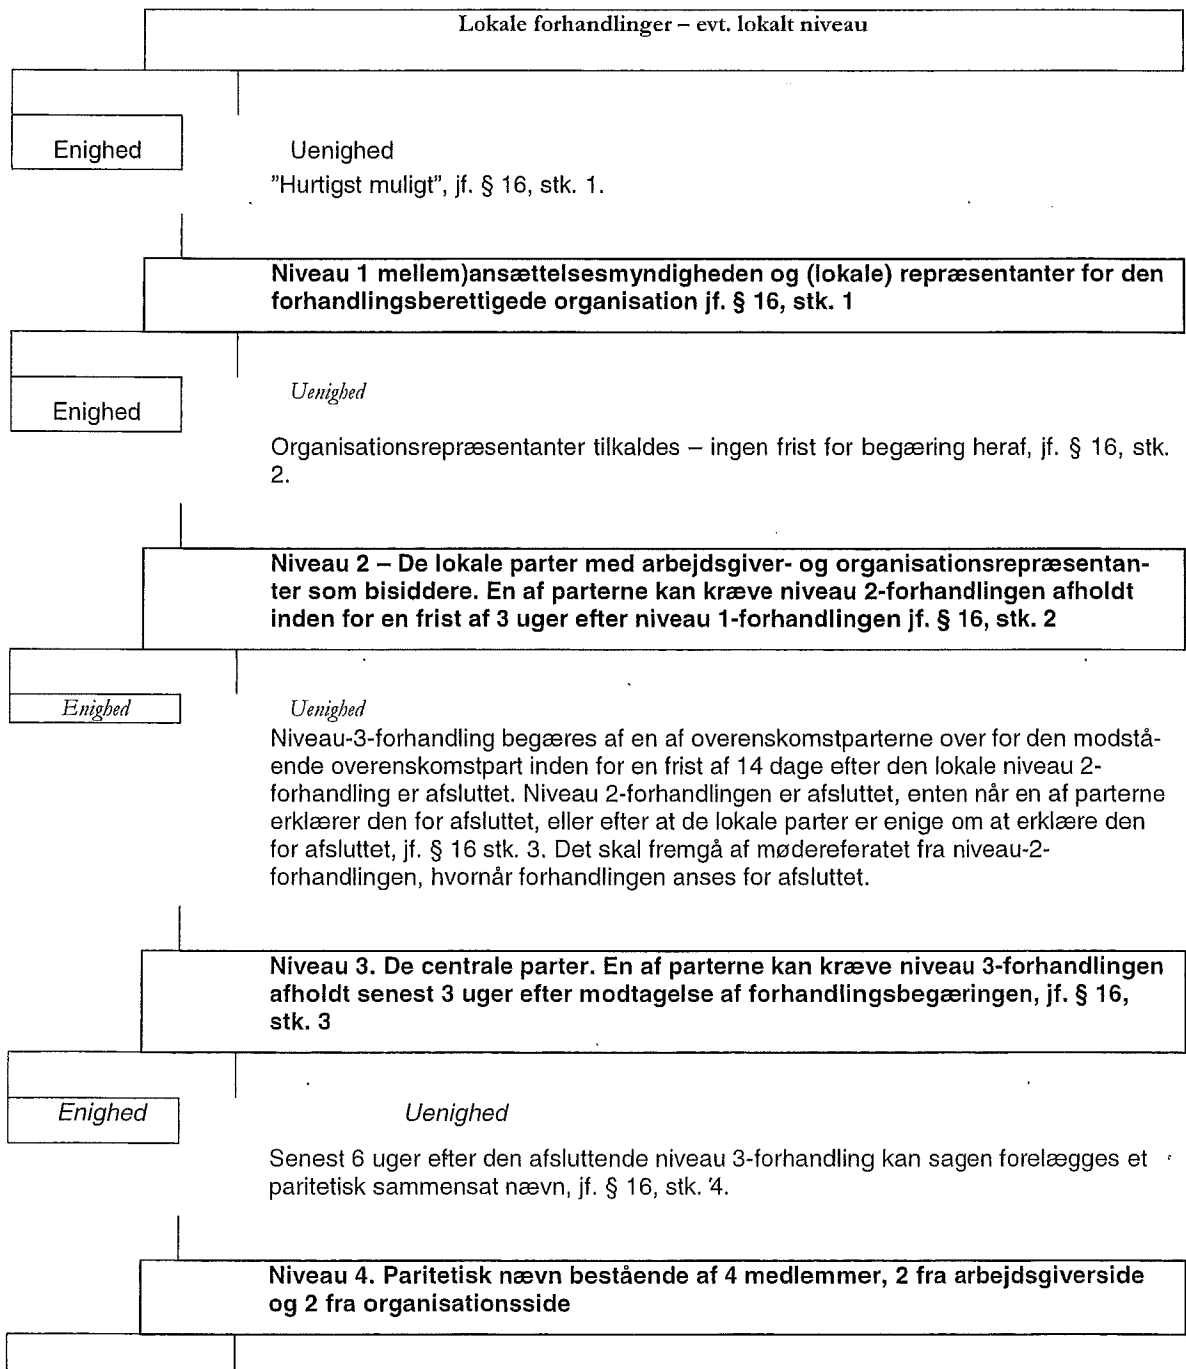 Lokale forhandlinger – evt. lokalt niveau
Enighed
Uenighed
"Hurtigst muligt", jf. § 16, stk. 1.
Niveau 1 mellem)ansættelsesmyndigheden og (lokale) repræsentanter for den
forhandlingsberettigede organisation jf. § 16, stk. 1
Enighed
Uenighed
Organisationsrepræsentanter tilkaldes – ingen frist for begæring heraf, jf. § 16, stk.
2.
Niveau 2 – De lokale parter med arbejdsgiver- og organisationsrepræsentan-
ter som bisiddere. En af parterne kan kræve niveau 2-forhandlingen afholdt
inden for en frist af 3 uger efter niveau 1-forhandlingen jf. § 16, stk. 2
Enighed
Uenighed
Niveau-3-forhandling begæres af en af overenskomstparterne over for den modstå-
ende overenskomstpart inden for en frist af 14 dage efter den lokale niveau 2-
forhandling er afsluttet. Niveau 2-forhandlingen er afsluttet, enten når en af parterne
erklærer den for afsluttet, eller efter at de lokale parter er enige om at erklære den
for afsluttet, jf. § 16 stk. 3. Det skal fremgå af mødereferatet fra niveau-2-
forhandlingen, hvornår forhandlingen anses for afsluttet.
Niveau 3. De centrale parter. En af parterne kan kræve niveau 3-forhandlingen
afholdt senest 3 uger efter modtagelse af forhandlingsbegæringen, jf. § 16,
stk. 3
Enighed
Uenighed
Senest 6 uger efter den afsluttende niveau 3-forhandling kan sagen forelægges et
paritetisk sammensat nævn, jf. § 16, stk. 4.
Niveau 4. Paritetisk nævn bestående af 4 medlemmer, 2 fra arbejdsgiverside
og 2 fra organisationsside